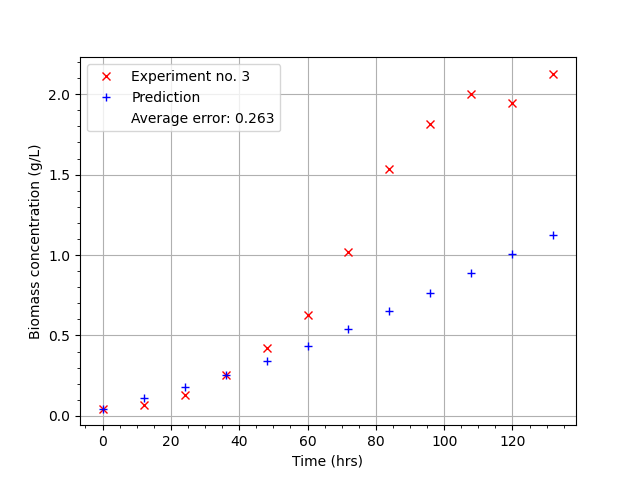 Experiment no. 3
Prediction
Average error: 0.263
2.0
1.5
1.0
0.5
0.0
Biomass concentration (g/L)
0 20 40 60 80 100 120
Time (hrs)